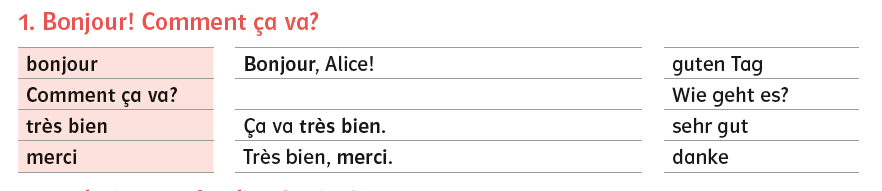 1. Bonjour! Comment ça va?
bonjour Bonjour, Alice! guten Tag
Comment ça va? Wie geht es?
très bien Ça va très bien. sehr gut
merci Très bien, merci. danke